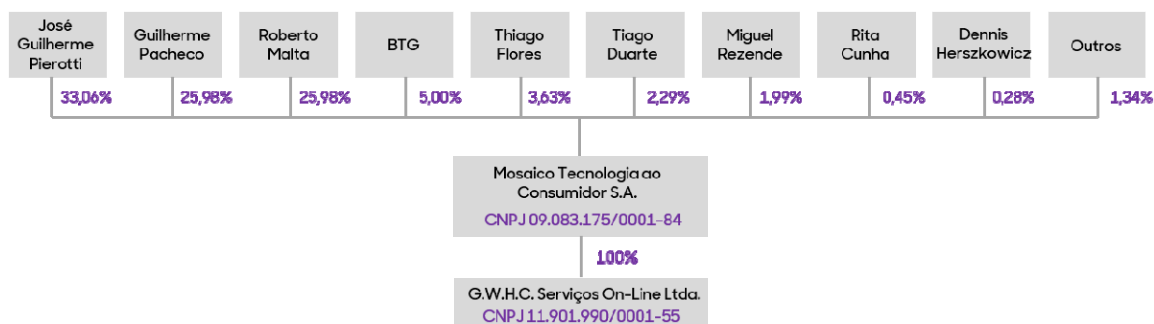 José
Guilherme
Pierotti
Guilherme
Pacheco
Roberto
Malta
BTG
Thiago
Flores
Tiago
Duarte
Miguel
Rezende
Rita
Cunha
Dennis
Herszkowicz
Outros
33,06%
25,98%
25,98%
5,00%
3,63%
2,29%
1,99%
0,45%
0,28%
1,34%
Mosaico Tecnologia ao
Consumidor S.A.
CNPJ 09.083.175/0001-84
100%
G.W.H.C. Serviços On-Line Ltda.
CNPJ 11.901.990/0001-55